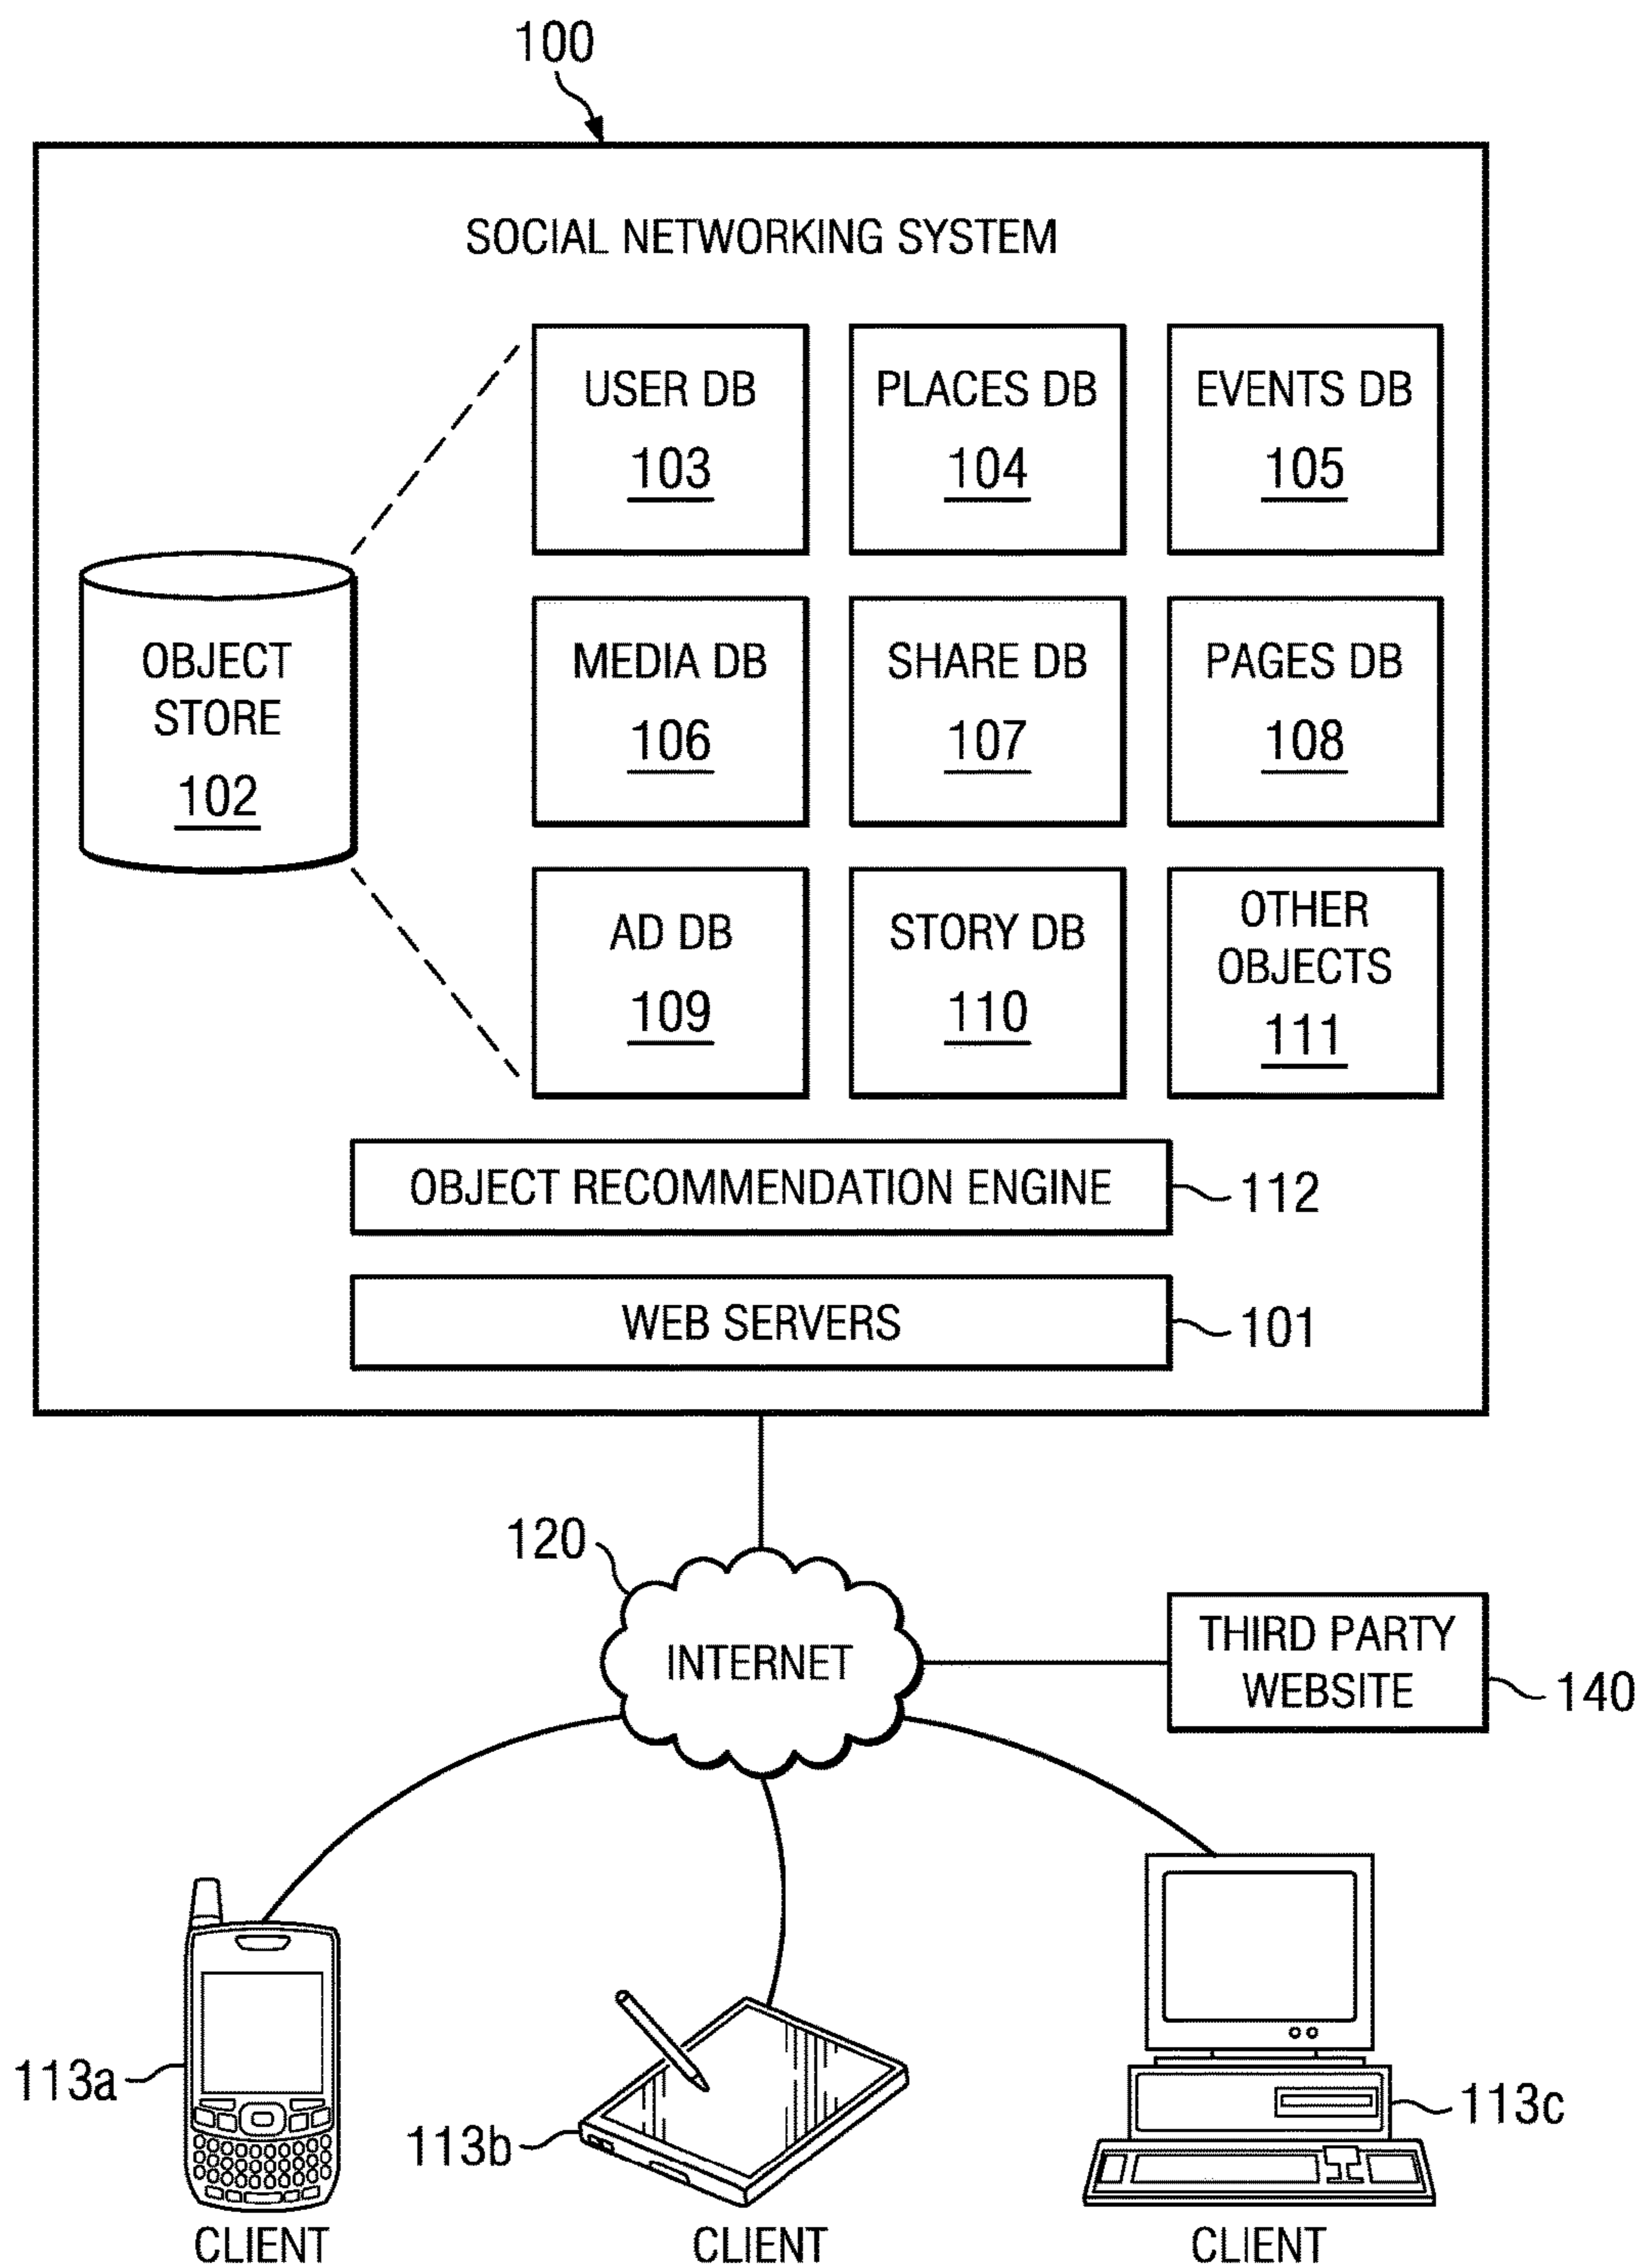 100
SOCIAL NETWORKING SYSTEM
USER DB
103
PLACES DB
104
EVENTS DB
105
OBJECT
STORE
102
MEDIA DB
106
SHARE DB
107
PAGES DB
108
AD DB
109
STORY DB
110
OTHER
OBJECTS
111
OBJECT RECOMMENDATION ENGINE
112
WEB SERVERS
101
120
INTERNET
THIRD PARTY
WEBSITE
140
113a
113b
113c
CLIENT
CLIENT
CLIENT